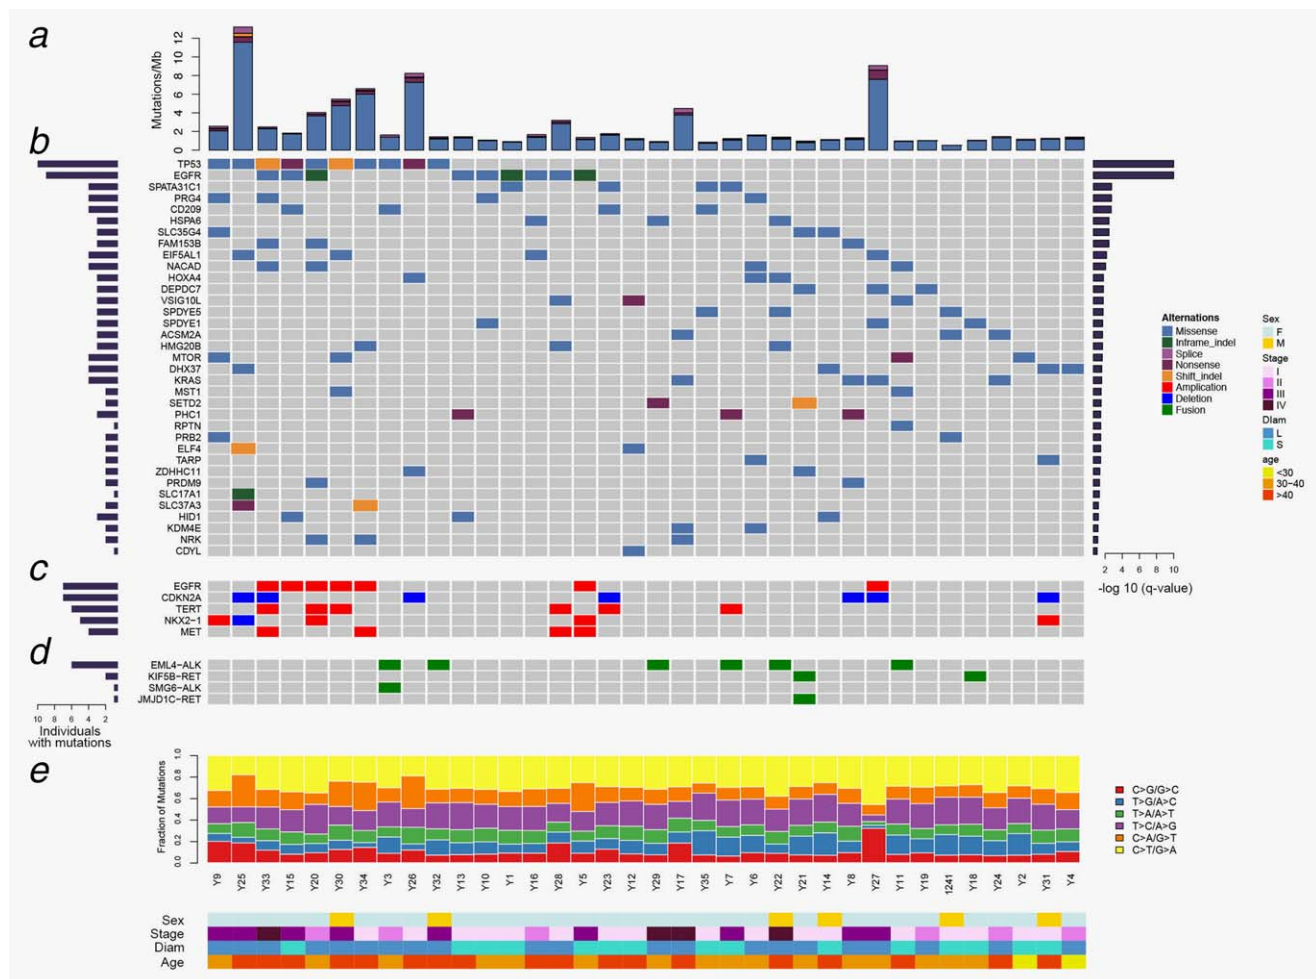 a
Mutations/Mb
12
10
8
6
4
2
0
b
TP53
EGFR
SPATA31C1
PRG4
CD209
HSPA6
SLC35G4
FAM153B
EIF5AL1
NACAD
HOXA4
DEPDC7
VSIG10L
SPDYE5
SPDYE1
ACSM2A
HMG20B
MTOR
DHX37
KRAS
MST1
SETD2
PHC1
RPTN
PRB2
ELF4
TARP
ZDHHC11
PRDM9
SLC17A1
SLC37A3
HID1
KDM4E
NRK
CDYL
Alternations
Missense
Inframe_indel
Splice
Nonsense
Shift_indel
Amplication
Deletion
Fusion
Sex
F
M
Stage
I
II
III
IV
Diam
L
S
age
<30
30-40
>40
2 4 6 8 10
-log 10 (q-value)
c
EGFR
CDKN2A
TERT
NKX2-1
MET
d
EML4-ALK
KIF5B-RET
SMG6-ALK
JMJD1C-RET
10 8 6 4 2
Individuals
with mutations
e
Fraction of Mutations
1.0
0.8
0.6
0.4
0.2
0.0
C>G/G>C
T>G/A>C
T>A/A>T
T>C/A>G
C>A/G>T
C>T/G>A
Y9 Y25 Y33 Y15 Y20 Y30 Y34 Y3 Y26 Y32 Y13 Y10 Y1 Y16 Y28 Y5 Y23 Y12 Y29 Y17 Y35 Y7 Y6 Y22 Y21 Y14 Y8 Y27 Y11 Y19 1241 Y18 Y24 Y2 Y31 Y4
Sex
Stage
Diam
Age